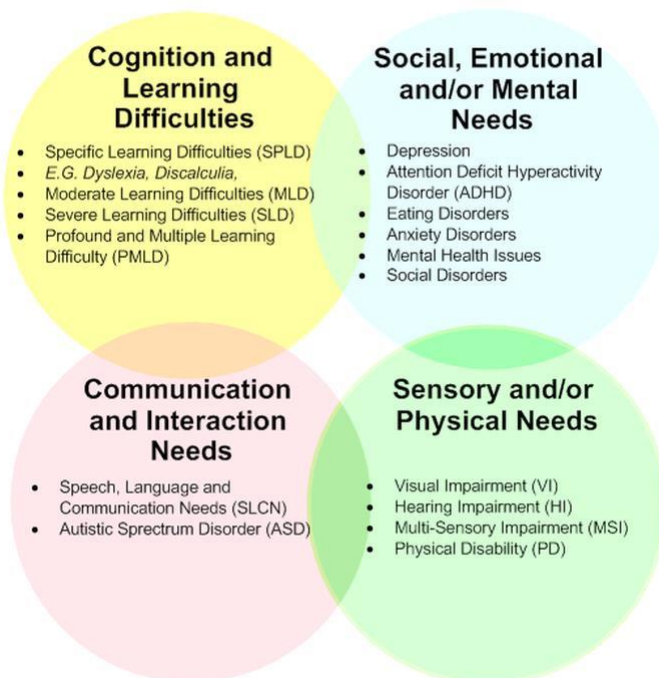 Cognition and
Learning
Difficulties
• Specific Learning Difficulties (SPLD)
• E.G. Dyslexia, Discalculia,
• Moderate Learning Difficulties (MLD)
• Severe Learning Difficulties (SLD)
• Profound and Multiple Learning
Difficulty (PMLD)
Social, Emotional
and/or Mental
Needs
• Depression
• Attention Deficit Hyperactivity
Disorder (ADHD)
• Eating Disorders
• Anxiety Disorders
• Mental Health Issues
• Social Disorders
Communication
and Interaction
Needs
• Speech, Language and
Communication Needs (SLCN)
• Autistic Sprectrum Disorder (ASD)
Sensory and/or
Physical Needs
• Visual Impairment (VI)
• Hearing Impairment (HI)
• Multi-Sensory Impairment (MSI)
• Physical Disability (PD)